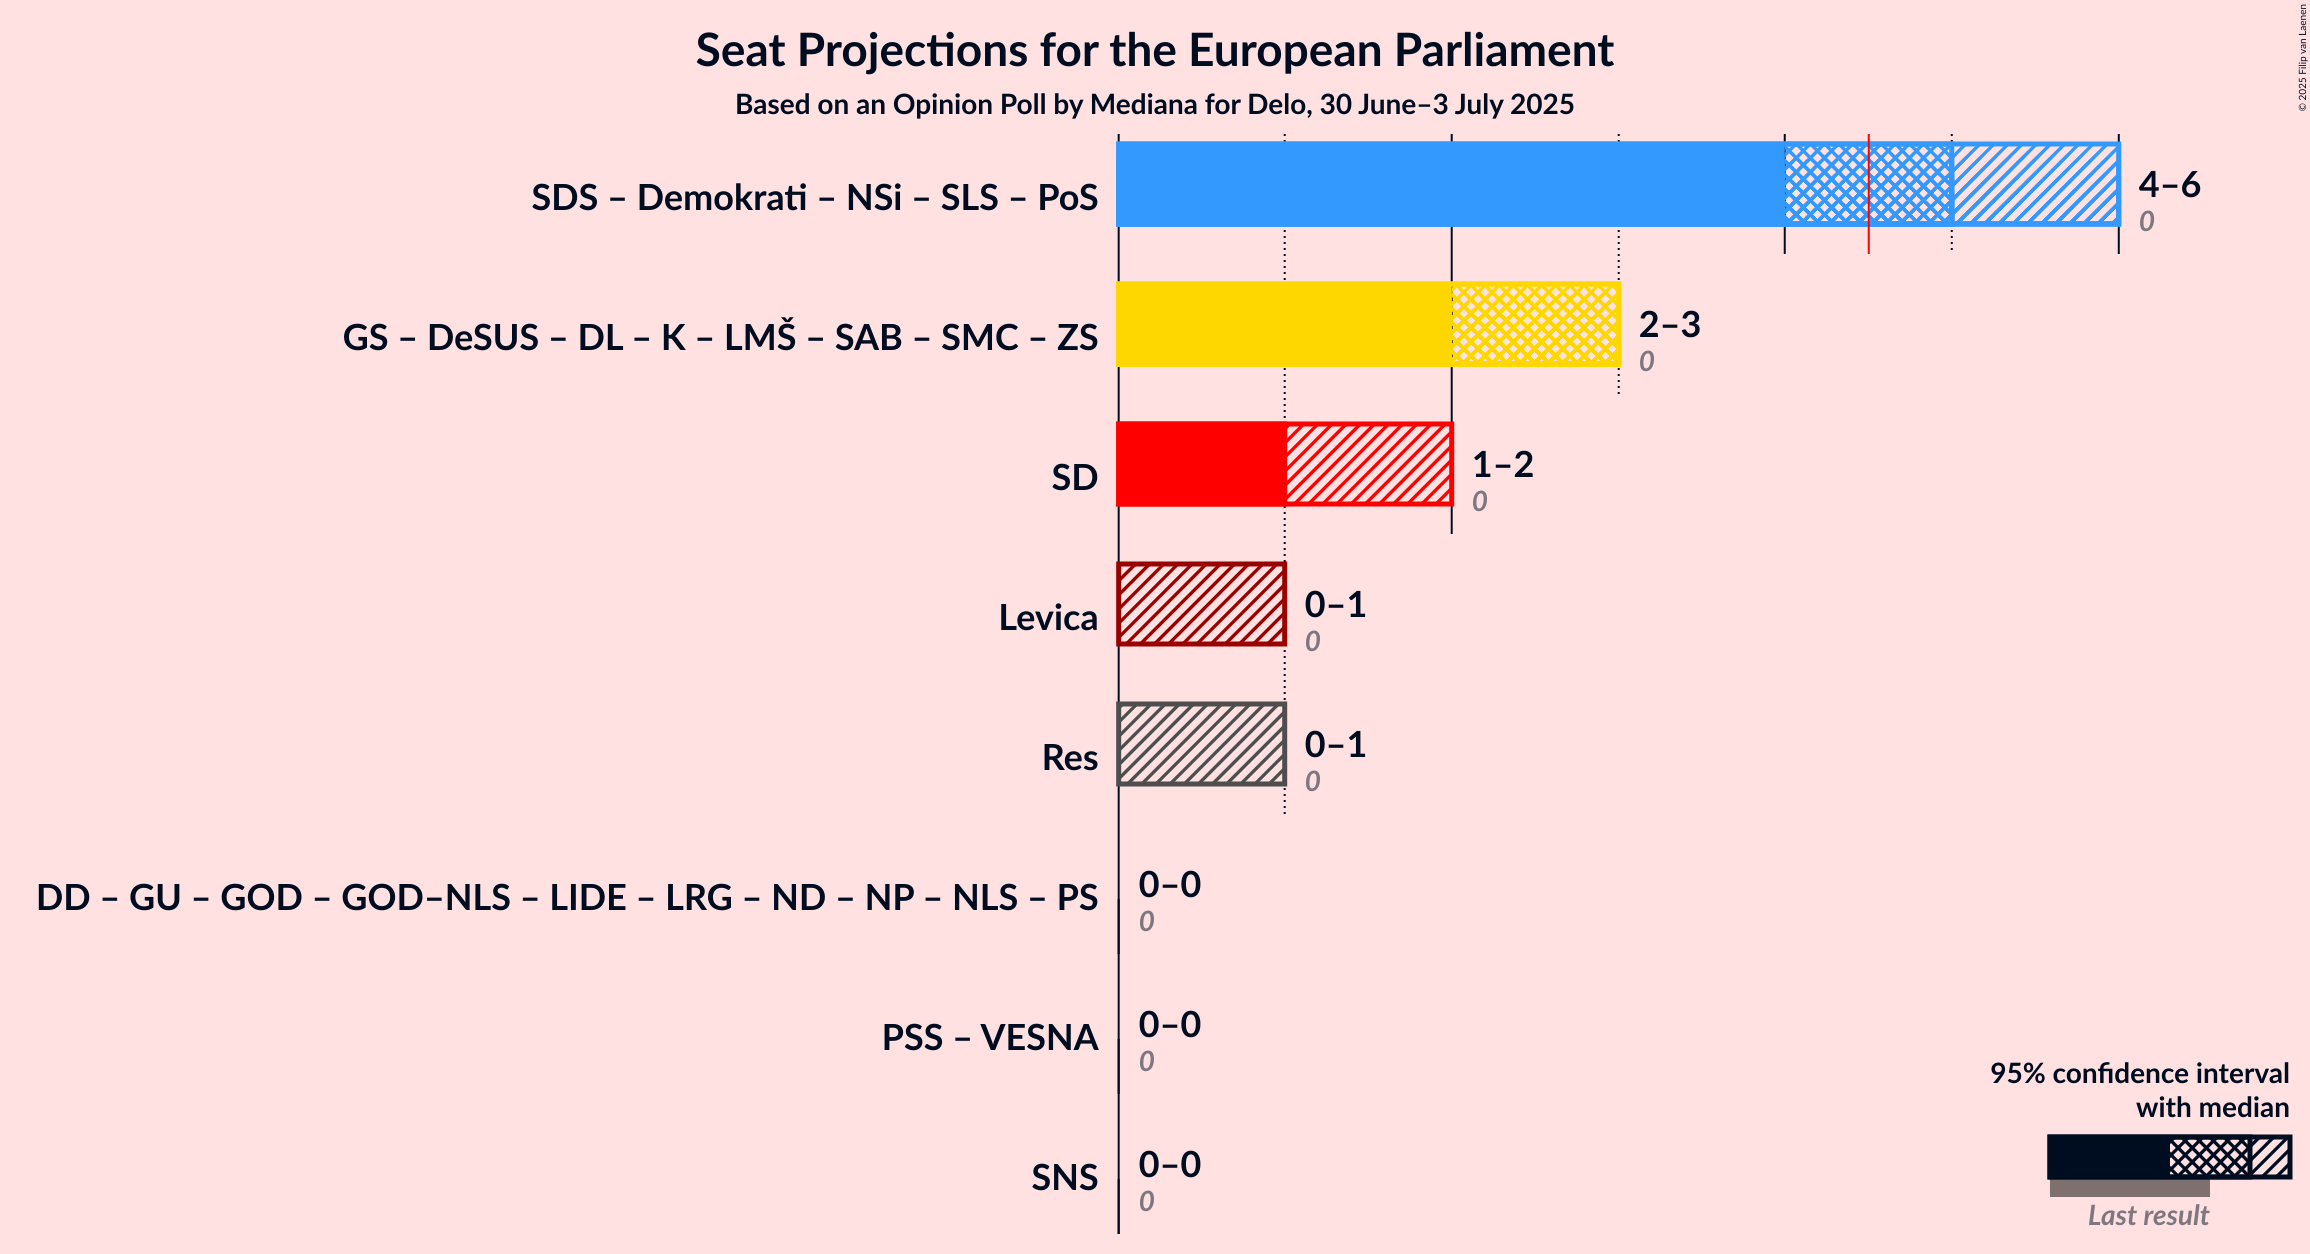 Seat Projections for the European Parliament
Based on an Opinion Poll by Mediana for Delo, 30 June–3 July 2025
© 2025 Filip van Laenen
SDS – Demokrati – NSi – SLS – PoS
4–6
0
GS – DeSUS – DL – K – LMŠ – SAB – SMC – ZS
2–3
0
SD
1–2
0
Levica
0–1
0
Res
0–1
0
DD – GU – GOD – GOD–NLS – LIDE – LRG – ND – NP – NLS – PS
0–0
0
PSS – VESNA
0–0
0
SNS
0–0
0
95% confidence interval
with median
Last result